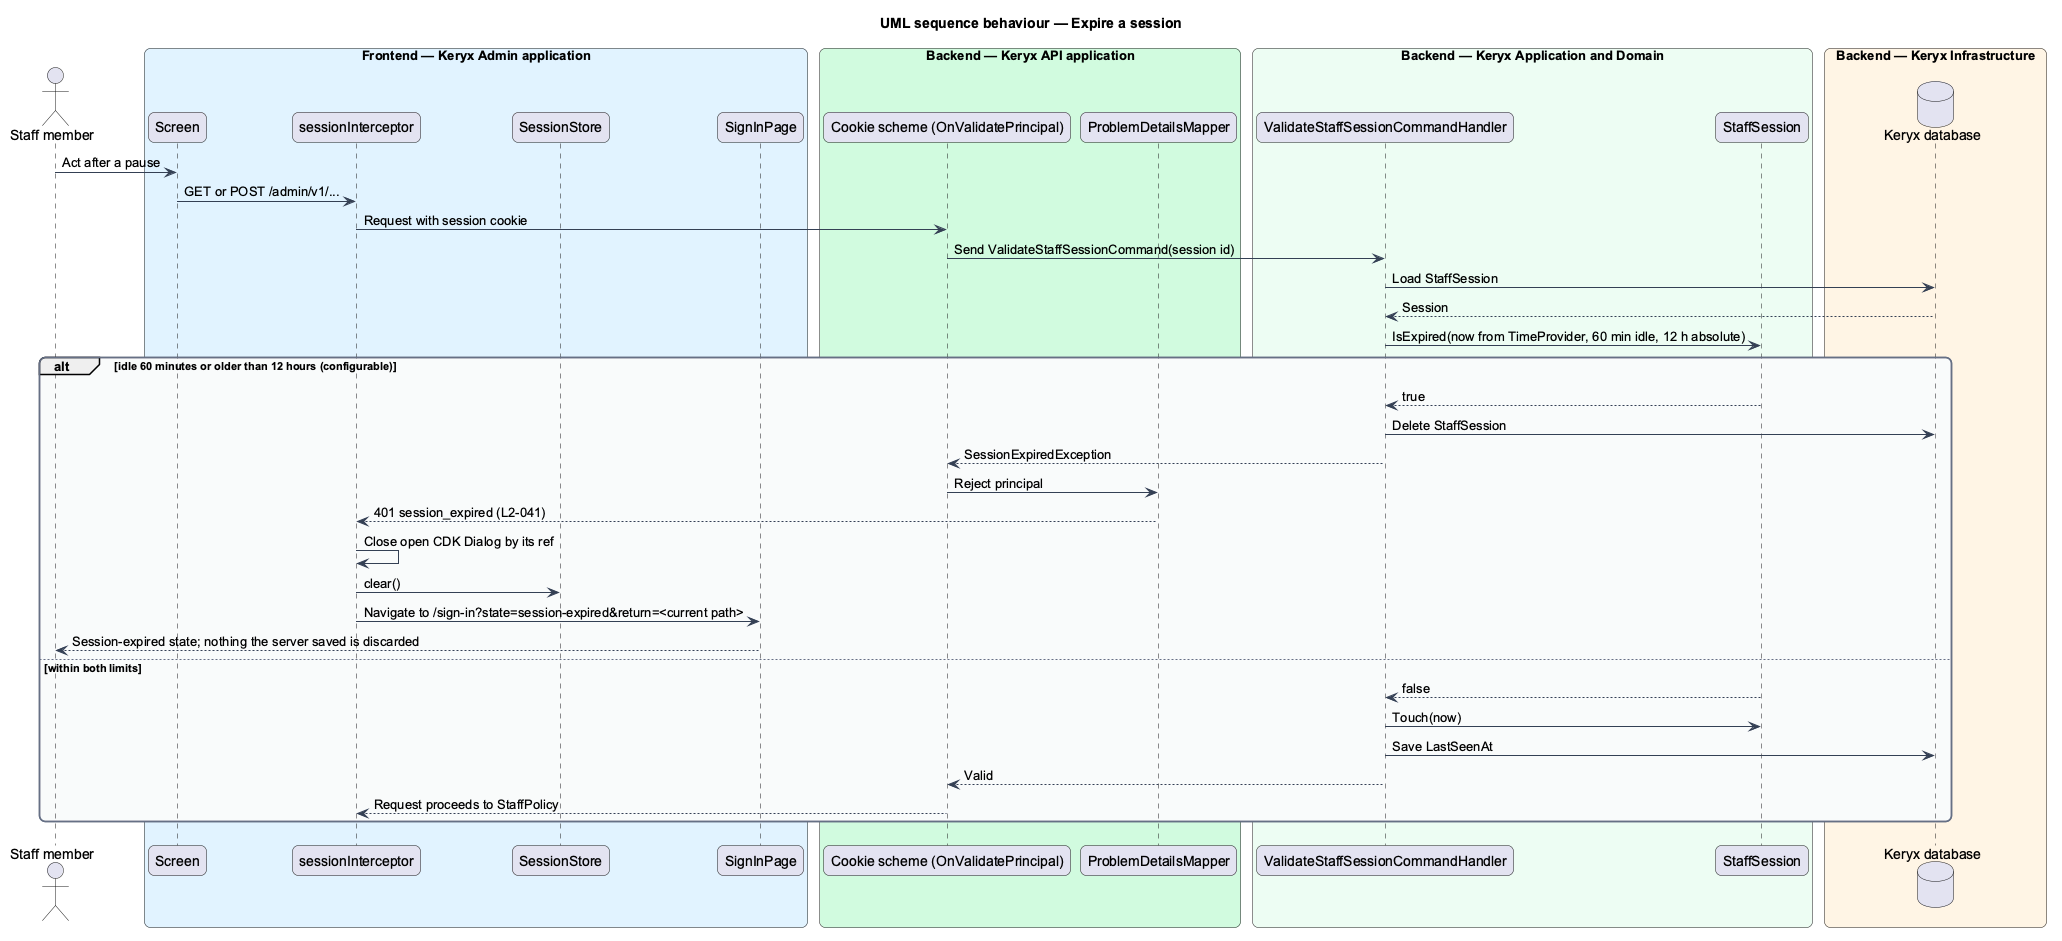 UML sequence behaviour — Expire a session
Frontend — Keryx Admin application
Backend — Keryx API application
Backend — Keryx Application and Domain
Backend — Keryx Infrastructure
Staff member
Screen
sessionInterceptor
SessionStore
SignInPage
Cookie scheme (OnValidatePrincipal)
ProblemDetailsMapper
ValidateStaffSessionCommandHandler
StaffSession
Keryx database
Act after a pause
GET or POST /admin/v1/...
Request with session cookie
Send ValidateStaffSessionCommand(session id)
Load StaffSession
Session
IsExpired(now from TimeProvider, 60 min idle, 12 h absolute)
alt
[idle 60 minutes or older than 12 hours (configurable)]
true
Delete StaffSession
SessionExpiredException
Reject principal
401 session_expired (L2-041)
Close open CDK Dialog by its ref
clear()
Navigate to /sign-in?state=session-expired&return=<current path>
Session-expired state; nothing the server saved is discarded
[within both limits]
false
Touch(now)
Save LastSeenAt
Valid
Request proceeds to StaffPolicy
Staff member
Screen
sessionInterceptor
SessionStore
SignInPage
Cookie scheme (OnValidatePrincipal)
ProblemDetailsMapper
ValidateStaffSessionCommandHandler
StaffSession
Keryx database